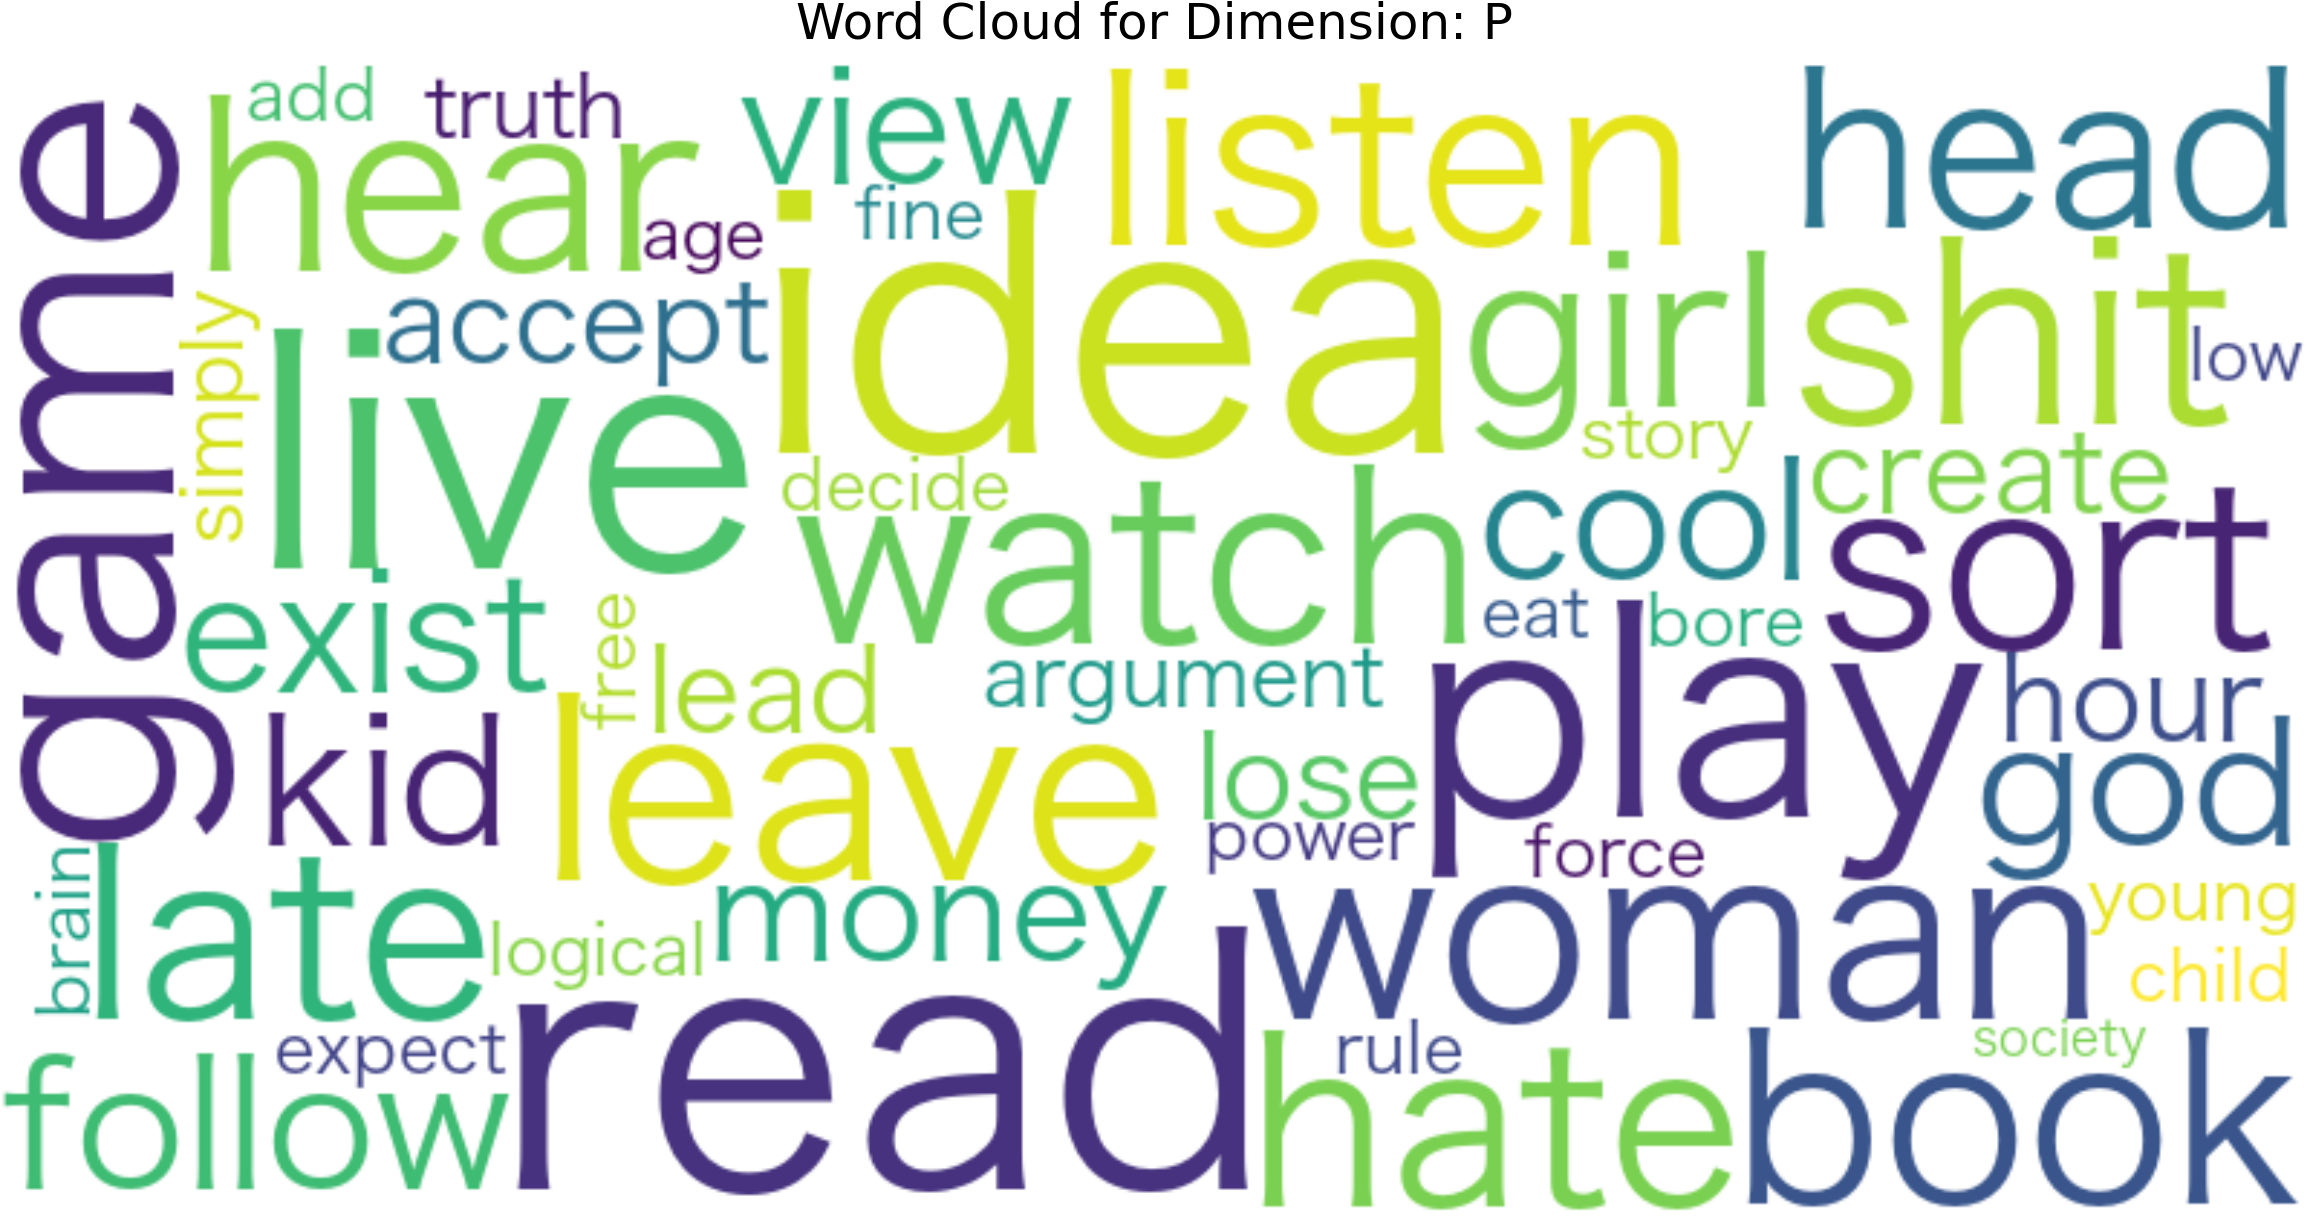 Word Cloud for Dimension: P
add
truth
view
listen
head
hear
age
fine
idea
girl
shit
low
game
simply
accept
live
story
decide
watch
cool
create
sort
exist
free
eat
bore
lead
argument
play
hour
kid
leave
lose
power
force
god
brain
late
logical
money
woman
young
child
expect
read
rule
society
follow
hate
book